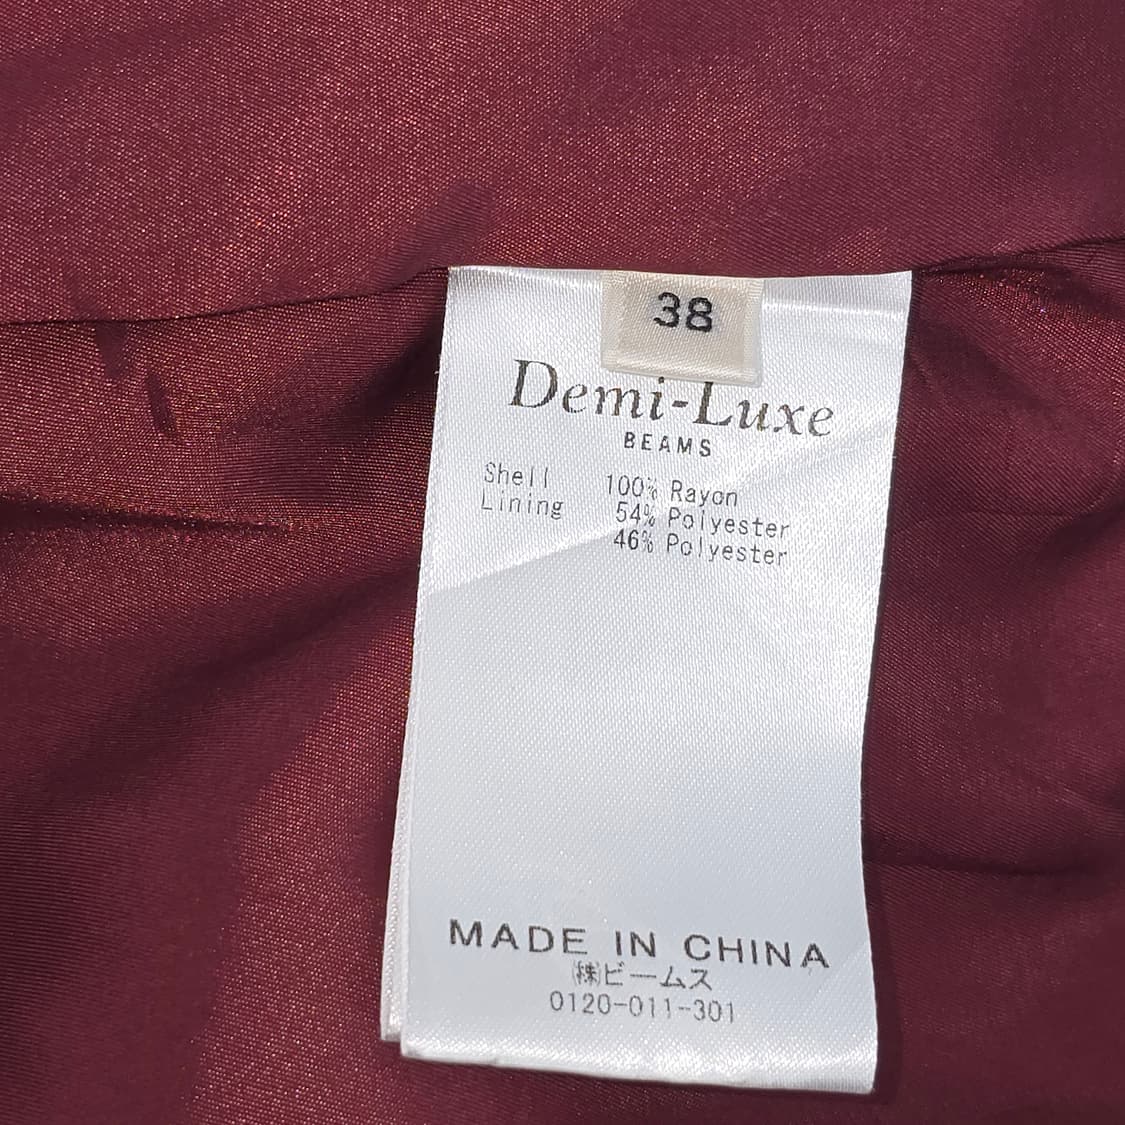 38
Demi-Luxe
BEAMS
Shell 100% Rayon
Lining 54% Polyester
46% Polyester
MADE IN CHINA
㈱ビームス
0120-011-301